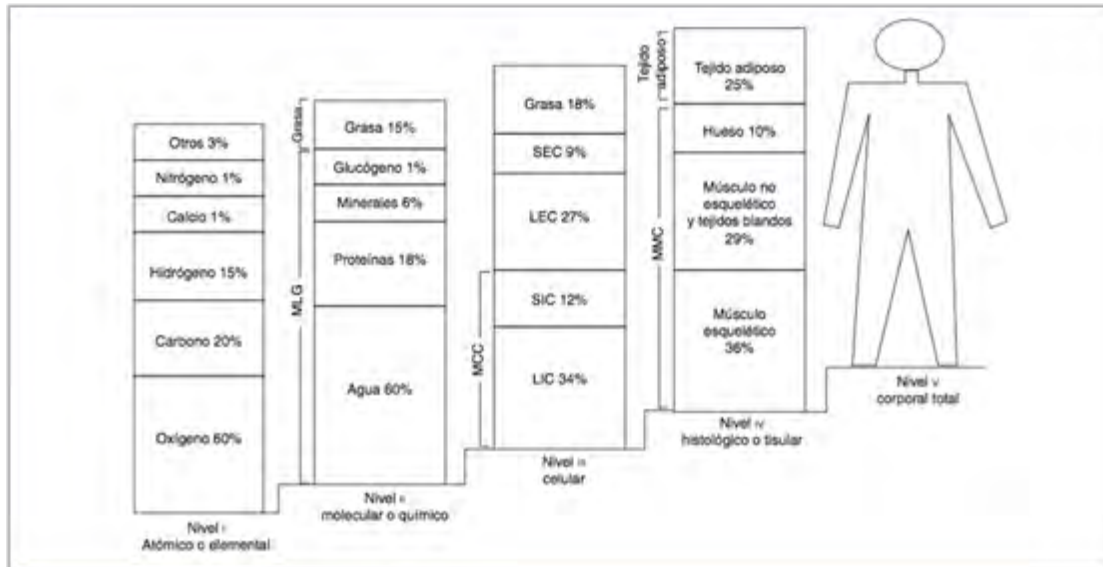 Otros 3%
Nitrógeno 1%
Calcio 1%
Hidrógeno 15%
Carbono 20%
Oxígeno 60%
Nivel I
Atómico o elemental
Grasa
MLG
Grasa 15%
Glucógeno 1%
Minerales 6%
Proteínas 18%
Agua 60%
Nivel II
molecular o químico
MCC
Grasa 18%
SEC 9%
LEC 27%
SIC 12%
LIC 34%
Nivel III
celular
Tejido
adiposo
MMC
Tejido adiposo
25%
Hueso 10%
Músculo no
esquelético
y tejidos blandos
29%
Músculo
esquelético
36%
Nivel IV
histológico o tisular
Nivel V
corporal total